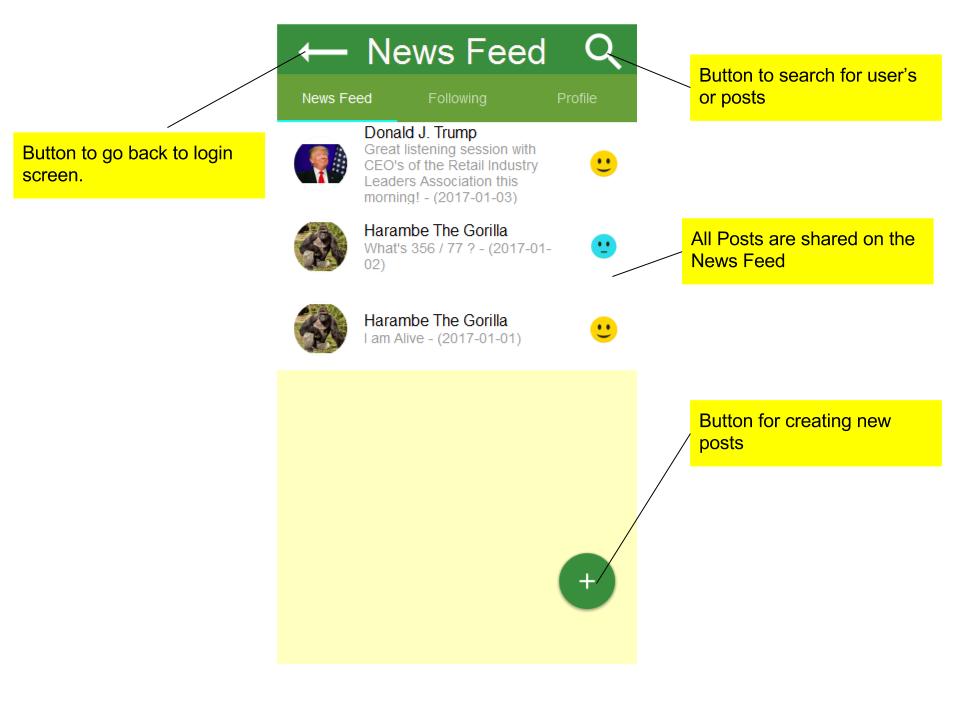 News Feed
News Feed Following Profile
Button to search for user's
or posts
Button to go back to login
screen.
Donald J. Trump
Great listening session with
CEO's of the Retail Industry
Leaders Association this
morning! - (2017-01-03)
Harambe The Gorilla
What's 356 / 77 ? - (2017-01-
02)
All Posts are shared on the
News Feed
Harambe The Gorilla
I am Alive - (2017-01-01)
Button for creating new
posts
+